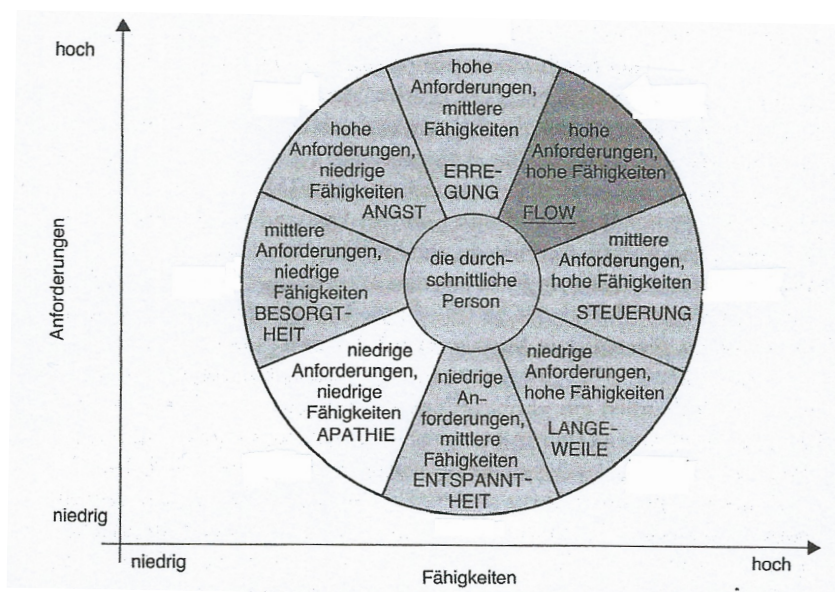 hoch
Anforderungen
niedrig
niedrig
Fähigkeiten
hoch
hohe
Anforderungen,
mittlere
Fähigkeiten
ERRE-
GUNG
hohe
Anforderungen,
hohe Fähigkeiten
FLOW
mittlere
Anforderungen,
hohe Fähigkeiten
STEUERUNG
niedrige
Anforderungen,
hohe Fähigkeiten
LANGE-
WEILE
niedrige
An-
forderungen,
mittlere
Fähigkeiten
ENTSPANNT-
HEIT
niedrige
Anforderungen,
niedrige
Fähigkeiten
APATHIE
mittlere
Anforderungen,
niedrige
Fähigkeiten
BESORGT-
HEIT
hohe
Anforderungen,
niedrige
Fähigkeiten
ANGST
die durch-
schnittliche
Person